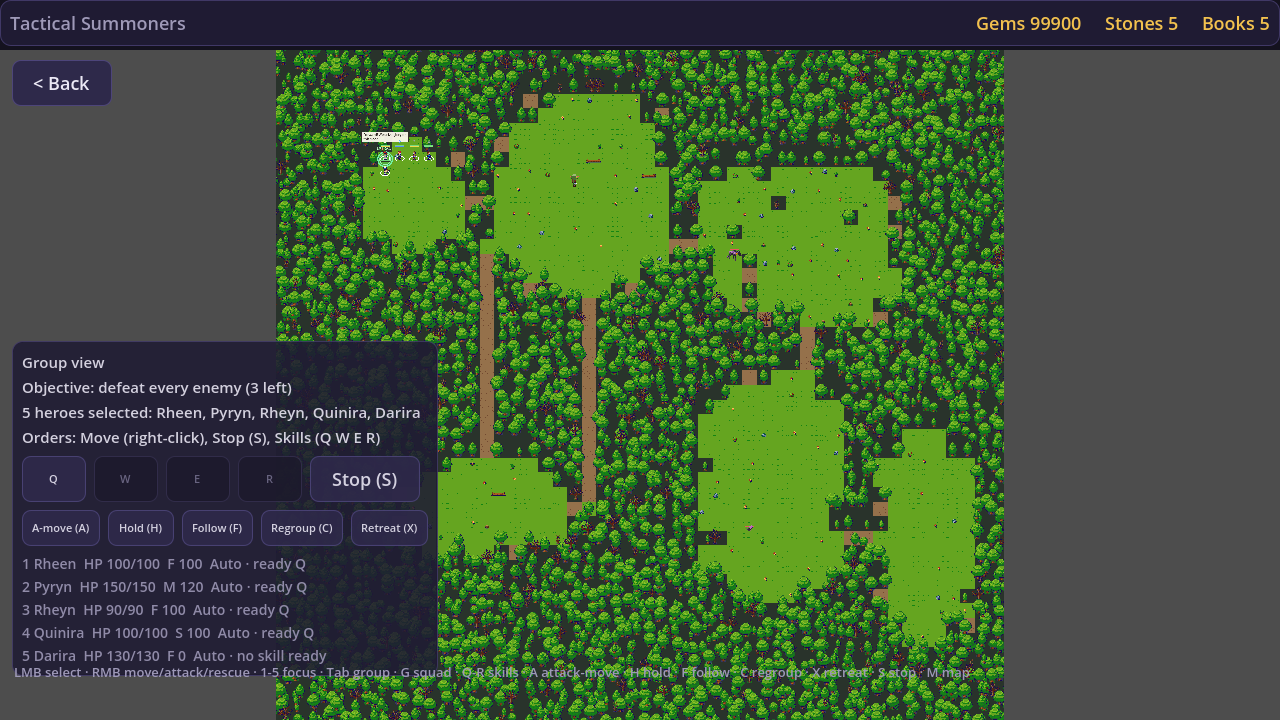 Tactical Summoners
Gems 99900 Stones 5 Books 5
< Back
Group view
Objective: defeat every enemy (3 left)
5 heroes selected: Rheen, Pyryn, Rheyn, Quinira, Darira
Orders: Move (right-click), Stop (S), Skills (Q W E R)
Q W E R Stop (S)
A-move (A) Hold (H) Follow (F) Regroup (C) Retreat (X)
1 Rheen HP 100/100 F 100 Auto · ready Q
2 Pyryn HP 150/150 M 120 Auto · ready Q
3 Rheyn HP 90/90 F 100 Auto · ready Q
4 Quinira HP 100/100 S 100 Auto · ready Q
5 Darira HP 130/130 F 0 Auto · no skill ready
LMB select · RMB move/attack/rescue · 1-5 focus · Tab group · G squad · Q-R skills · A attack-move · H hold · F follow · C regroup · X retreat · S stop · M map